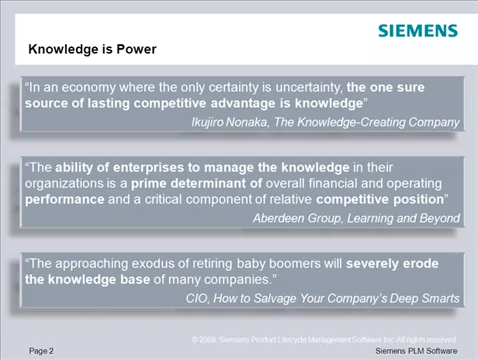 SIEMENS
Knowledge is Power
“In an economy where the only certainty is uncertainty, the one sure
source of lasting competitive advantage is knowledge”
Ikujiro Nonaka, The Knowledge-Creating Company
“The ability of enterprises to manage the knowledge in their
organizations is a prime determinant of overall financial and operating
performance and a critical component of relative competitive position”
Aberdeen Group, Learning and Beyond
“The approaching exodus of retiring baby boomers will severely erode
the knowledge base of many companies.”
CIO, How to Salvage Your Company’s Deep Smarts
© 2009. Siemens Product Lifecycle Management Software Inc. All rights reserved
Page 2
Siemens PLM Software